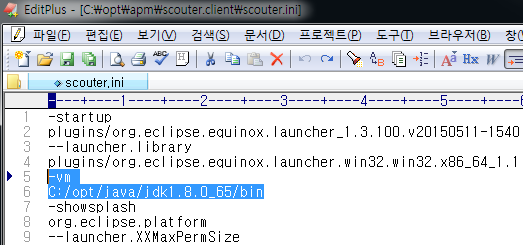 EditPlus - [C:₩opt₩apm₩scouter.client₩scouter.ini]
파일(F) 편집(E) 보기(V) 검색(S) 문서(D) 프로젝트(P) 도구(T) 브라우저(B) 창(W)
scouter.ini
----+----1----+----2----+----3----+----4----+----5----+-
1 -startup
2 plugins/org.eclipse.equinox.launcher_1.3.100.v20150511-1540
3 --launcher.library
4 plugins/org.eclipse.equinox.launcher.win32.win32.x86_64_1.1
5 -vm
6 C:/opt/java/jdk1.8.0_65/bin
7 -showsplash
8 org.eclipse.platform
9 --launcher.XXMaxPermSize